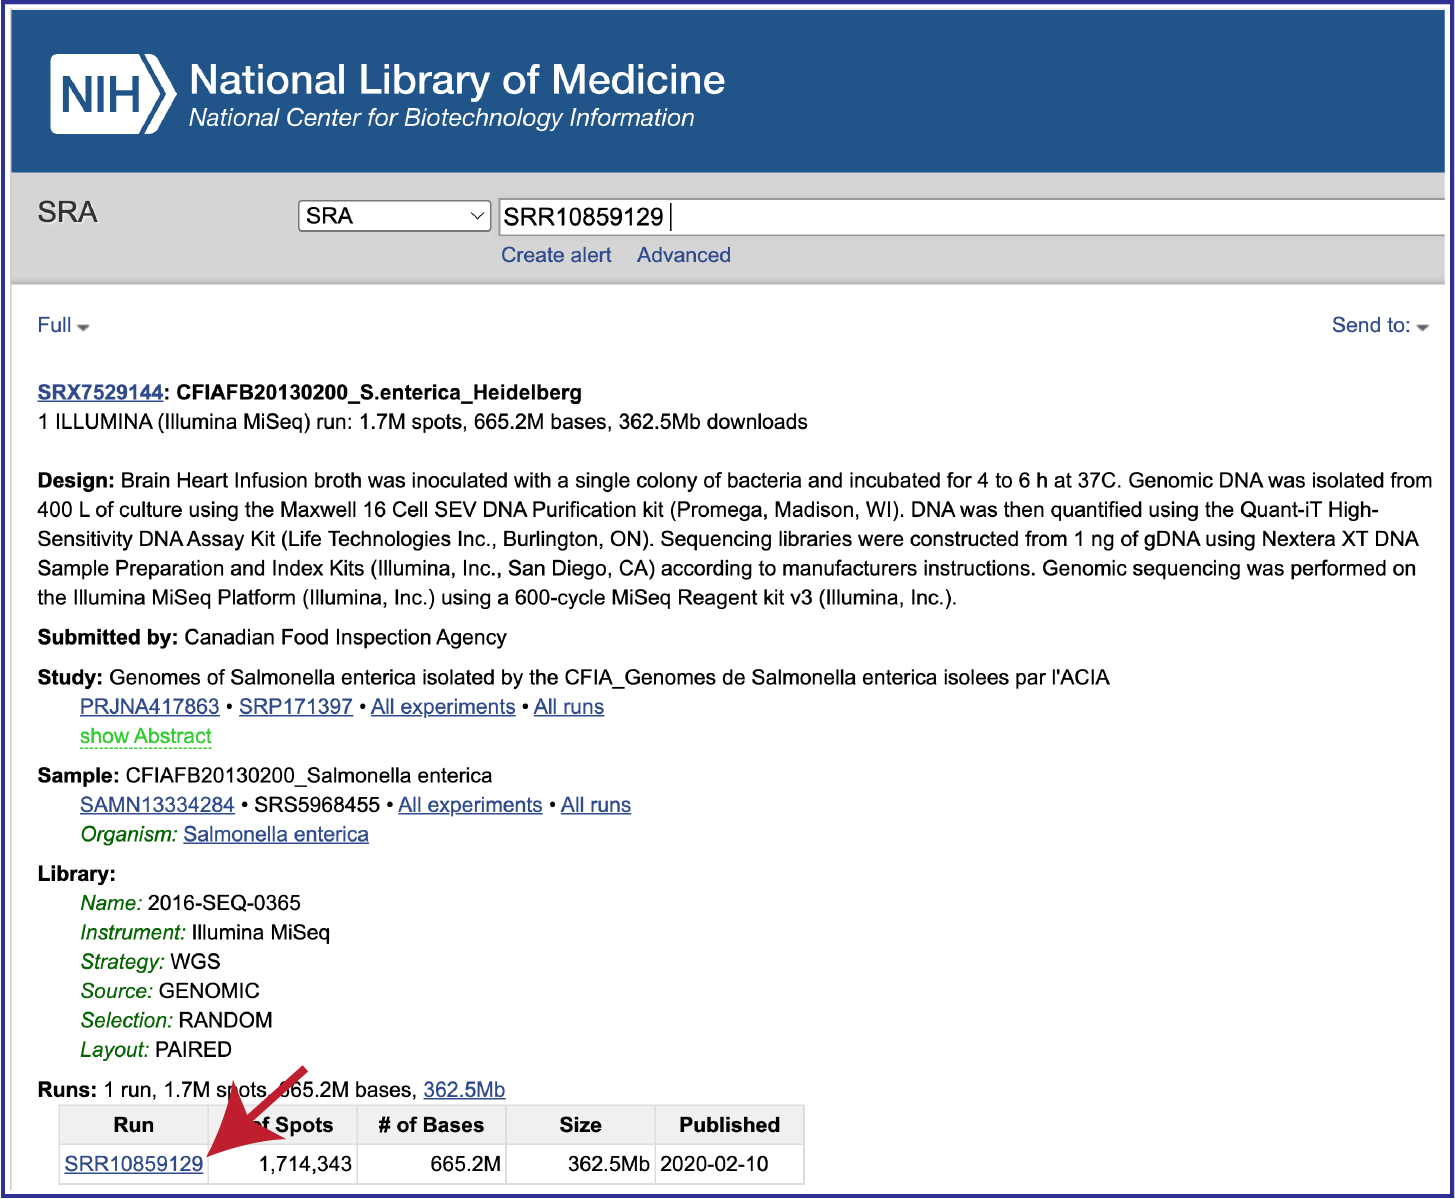 NIH National Library of Medicine
National Center for Biotechnology Information
SRA SRA SRR10859129
Create alert Advanced
Full Send to:
SRX7529144: CFIAFB20130200_S.enterica_Heidelberg
1 ILLUMINA (Illumina MiSeq) run: 1.7M spots, 665.2M bases, 362.5Mb downloads
Design: Brain Heart Infusion broth was inoculated with a single colony of bacteria and incubated for 4 to 6 h at 37C. Genomic DNA was isolated from
400 L of culture using the Maxwell 16 Cell SEV DNA Purification kit (Promega, Madison, WI). DNA was then quantified using the Quant-iT High-
Sensitivity DNA Assay Kit (Life Technologies Inc., Burlington, ON). Sequencing libraries were constructed from 1 ng of gDNA using Nextera XT DNA
Sample Preparation and Index Kits (Illumina, Inc., San Diego, CA) according to manufacturers instructions. Genomic sequencing was performed on
the Illumina MiSeq Platform (Illumina, Inc.) using a 600-cycle MiSeq Reagent kit v3 (Illumina, Inc.).
Submitted by: Canadian Food Inspection Agency
Study: Genomes of Salmonella enterica isolated by the CFIA_Genomes de Salmonella enterica isolees par l'ACIA
PRJNA417863 • SRP171397 • All experiments • All runs
show Abstract
Sample: CFIAFB20130200_Salmonella enterica
SAMN13334284 • SRS5968455 • All experiments • All runs
Organism: Salmonella enterica
Library:
Name: 2016-SEQ-0365
Instrument: Illumina MiSeq
Strategy: WGS
Source: GENOMIC
Selection: RANDOM
Layout: PAIRED
Runs: 1 run, 1.7M spots, 665.2M bases, 362.5Mb
Run of Spots # of Bases Size Published
SRR10859129 1,714,343 665.2M 362.5Mb 2020-02-10